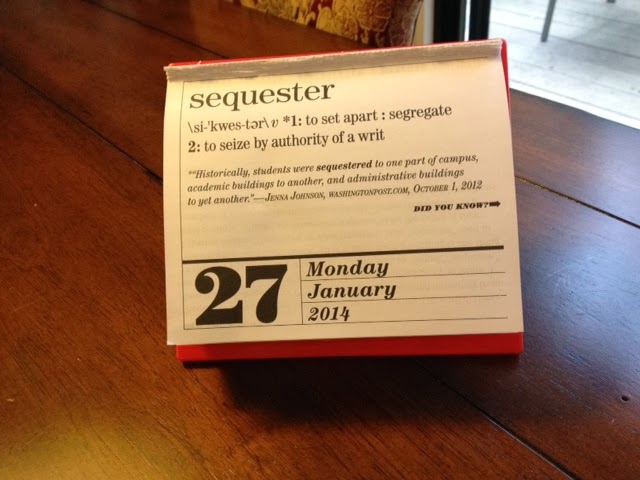 sequester
\si-'kwes-tər\ v *1: to set apart : segregate
2: to seize by authority of a writ
*“Historically, students were sequestered to one part of campus,
academic buildings to another, and administrative buildings
to yet another.”—Jenna Johnson, washingtonpost.com, October 1, 2012
DID YOU KNOW?➡
27
Monday
January
2014